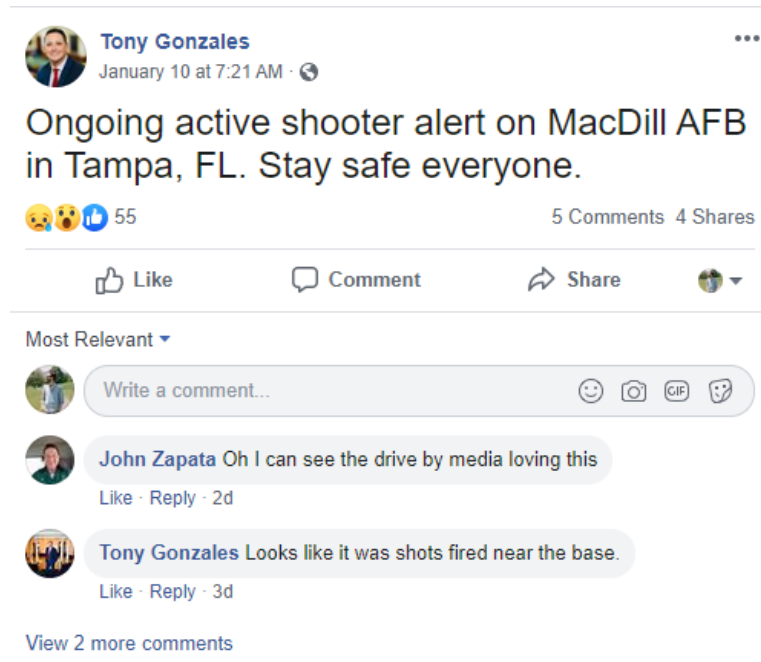 Tony Gonzales
January 10 at 7:21 AM ·
Ongoing active shooter alert on MacDill AFB
in Tampa, FL. Stay safe everyone.
55 5 Comments 4 Shares
Like Comment Share
Most Relevant
Write a comment... GIF
John Zapata Oh I can see the drive by media loving this
Like · Reply · 2d
Tony Gonzales Looks like it was shots fired near the base.
Like · Reply · 3d
View 2 more comments